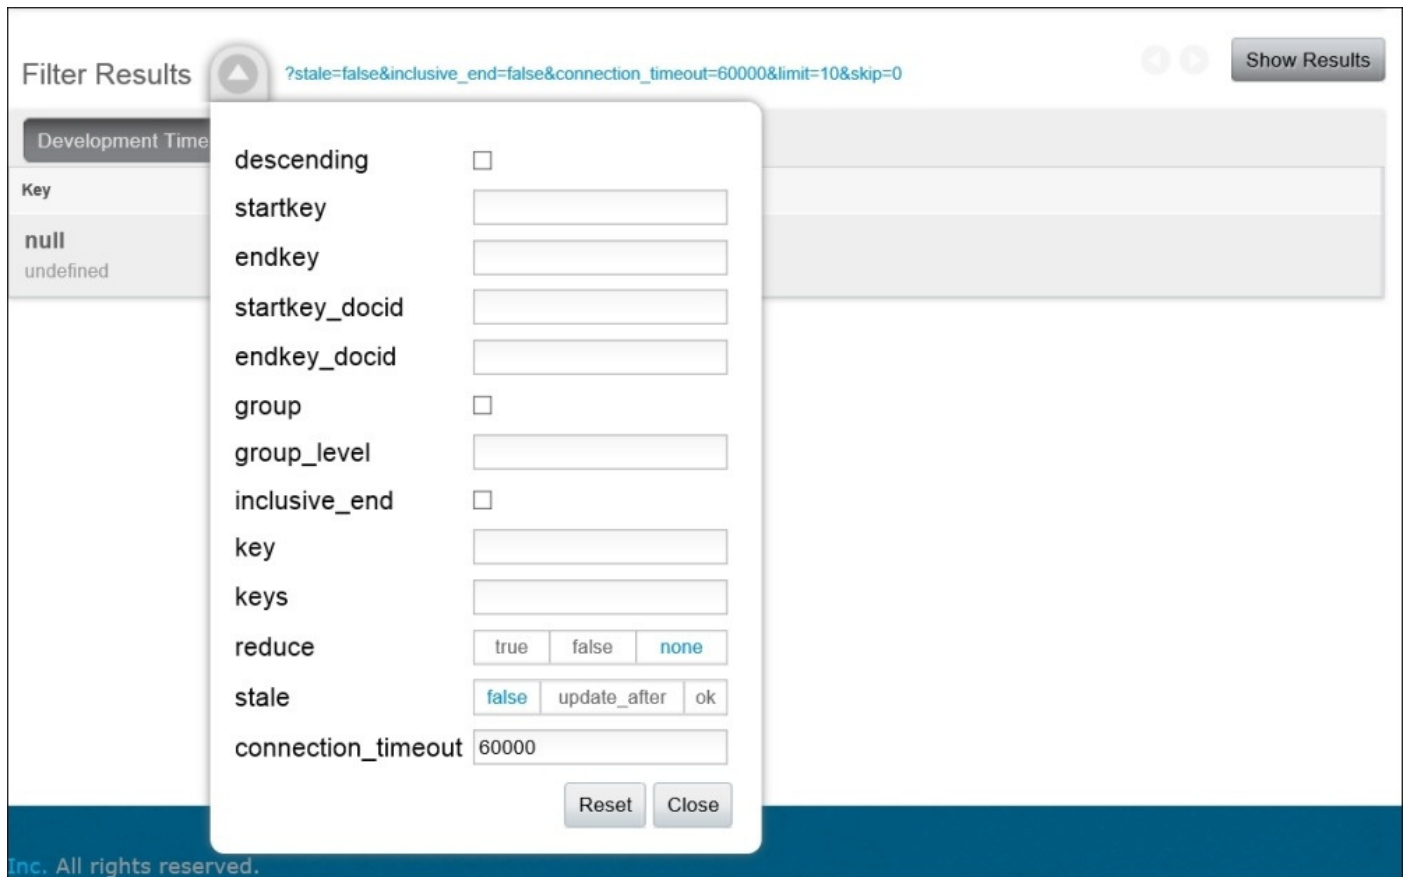 Filter Results
?stale=false&inclusive_end=false&connection_timeout=60000&limit=10&skip=0
Show Results
Development Time
Key
null
undefined
descending
startkey
endkey
startkey_docid
endkey_docid
group
group_level
inclusive_end
key
keys
reduce true false none
stale false update_after ok
connection_timeout 60000
Reset Close
Inc. All rights reserved.